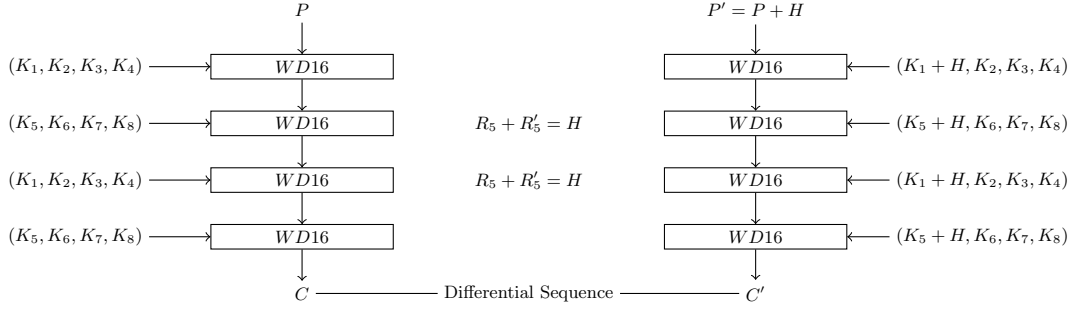 P P′ = P + H
(K₁, K₂, K₃, K₄) WD16 WD16 (K₁ + H, K₂, K₃, K₄)
(K₅, K₆, K₇, K₈) WD16 R₅ + R′₅ = H WD16 (K₅ + H, K₆, K₇, K₈)
(K₁, K₂, K₃, K₄) WD16 R₅ + R′₅ = H WD16 (K₁ + H, K₂, K₃, K₄)
(K₅, K₆, K₇, K₈) WD16 WD16 (K₅ + H, K₆, K₇, K₈)
C Differential Sequence C′